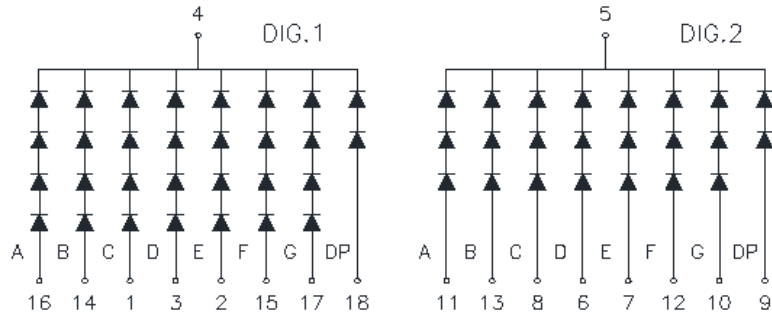 4 5
DIG.1 DIG.2
A B C D E F G DP A B C D E F G DP
16 14 1 3 2 15 17 18 11 13 8 6 7 12 10 9